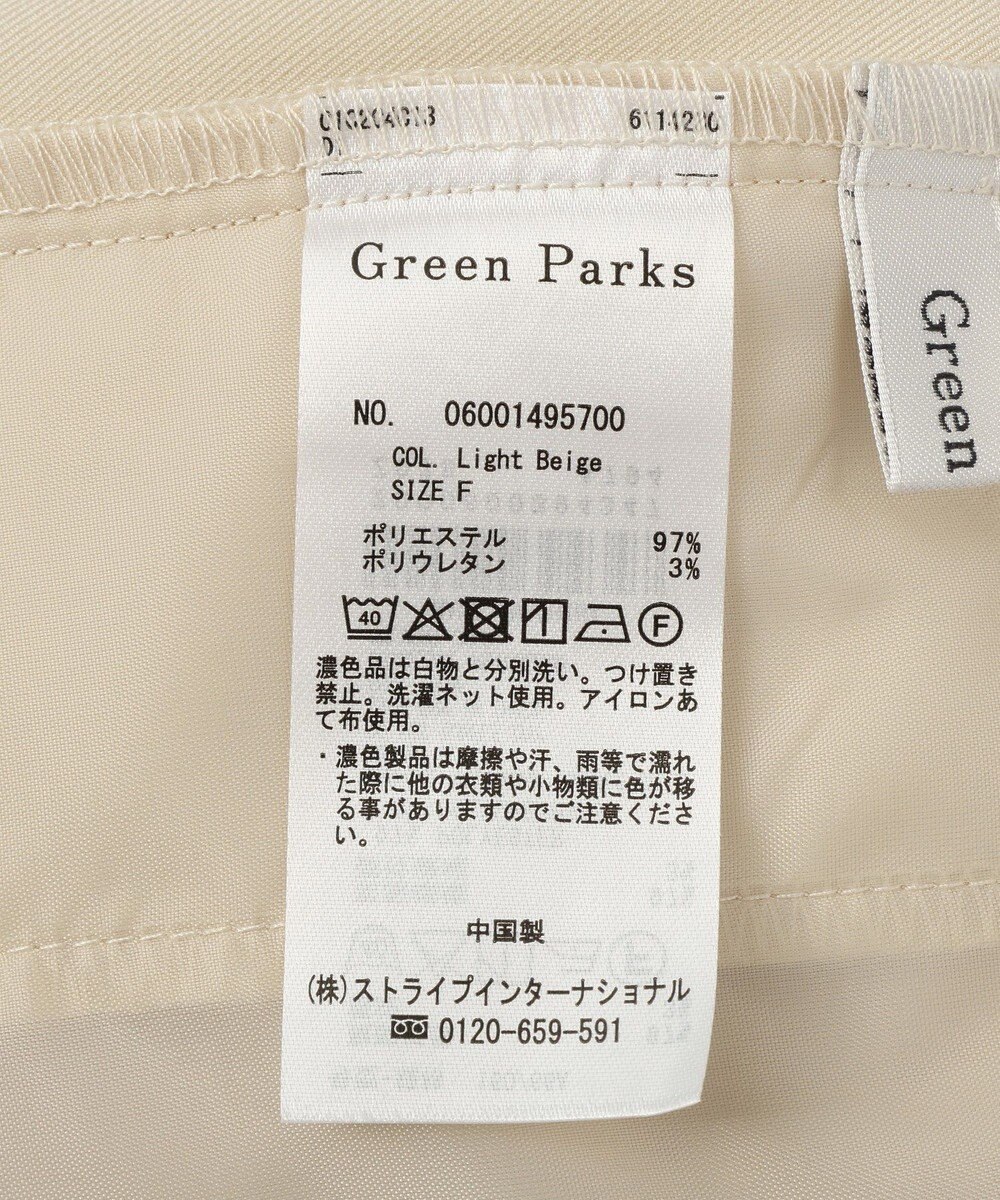 Green Parks
Green
NO. 06001495700
COL. Light Beige
SIZE F
ポリエステル 97%
ポリウレタン 3%
40 F
濃色品は白物と分別洗い。つけ置き
禁止。洗濯ネット使用。アイロンあ
て布使用。
・濃色製品は摩擦や汗、雨等で濡れ
た際に他の衣類や小物類に色が移
る事がありますのでご注意くださ
い。
中国製
(株)ストライプインターナショナル
0120-659-591